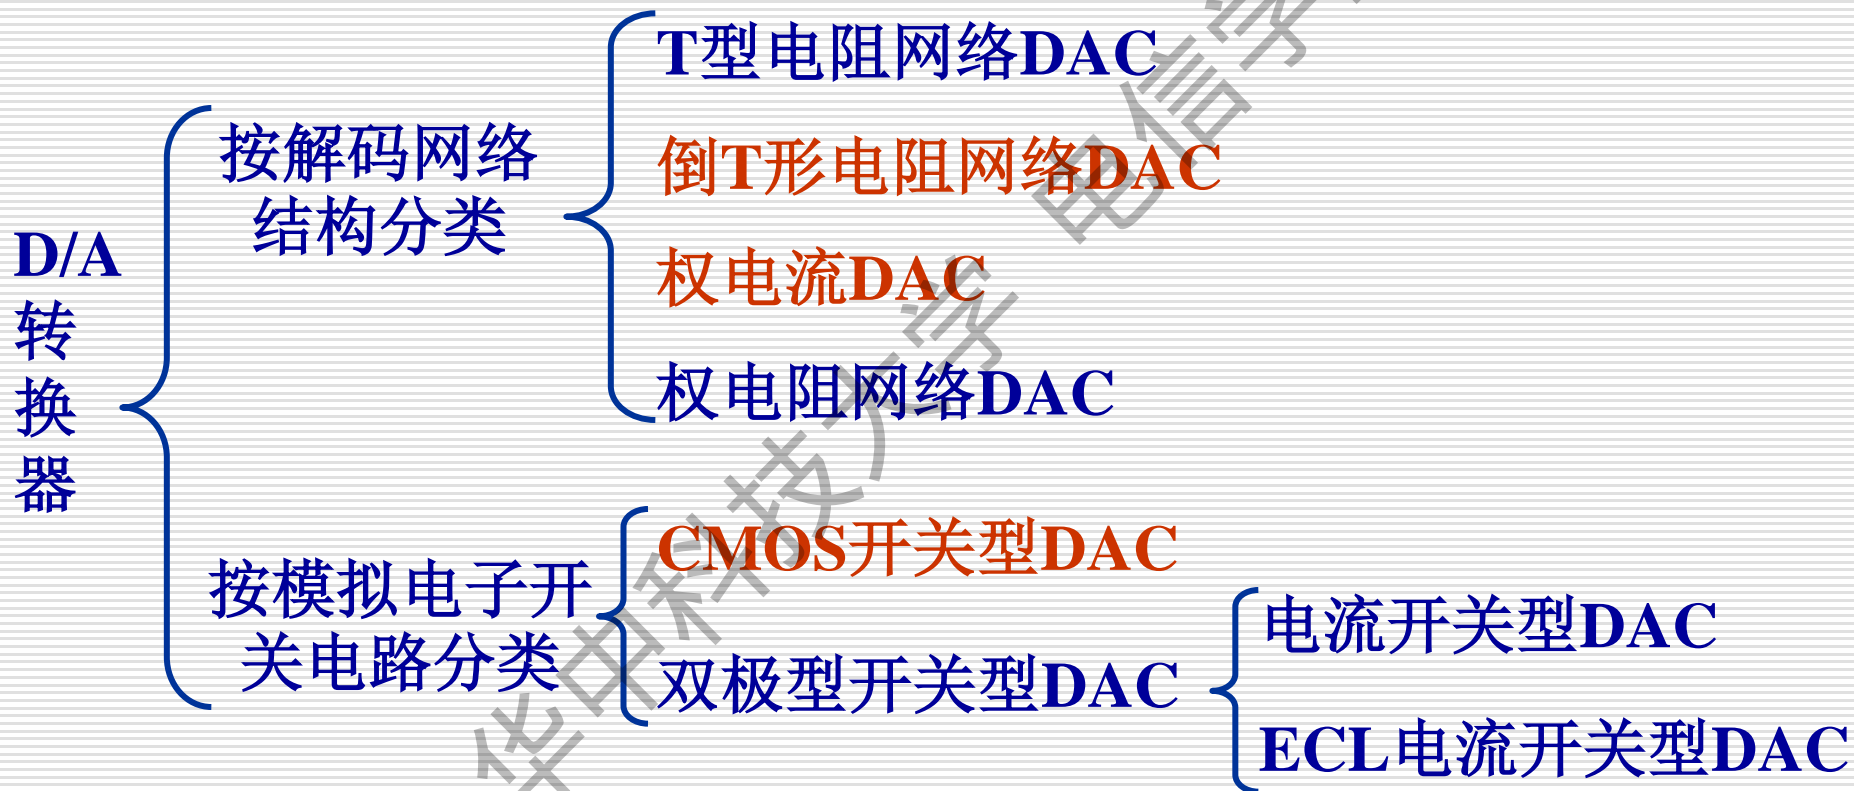 D/A
转
换
器
按解码网络
结构分类
T型电阻网络DAC
倒T形电阻网络DAC
权电流DAC
权电阻网络DAC
按模拟电子开
关电路分类
CMOS开关型DAC
双极型开关型DAC
电流开关型DAC
ECL电流开关型DAC
华中科技大学 电信学